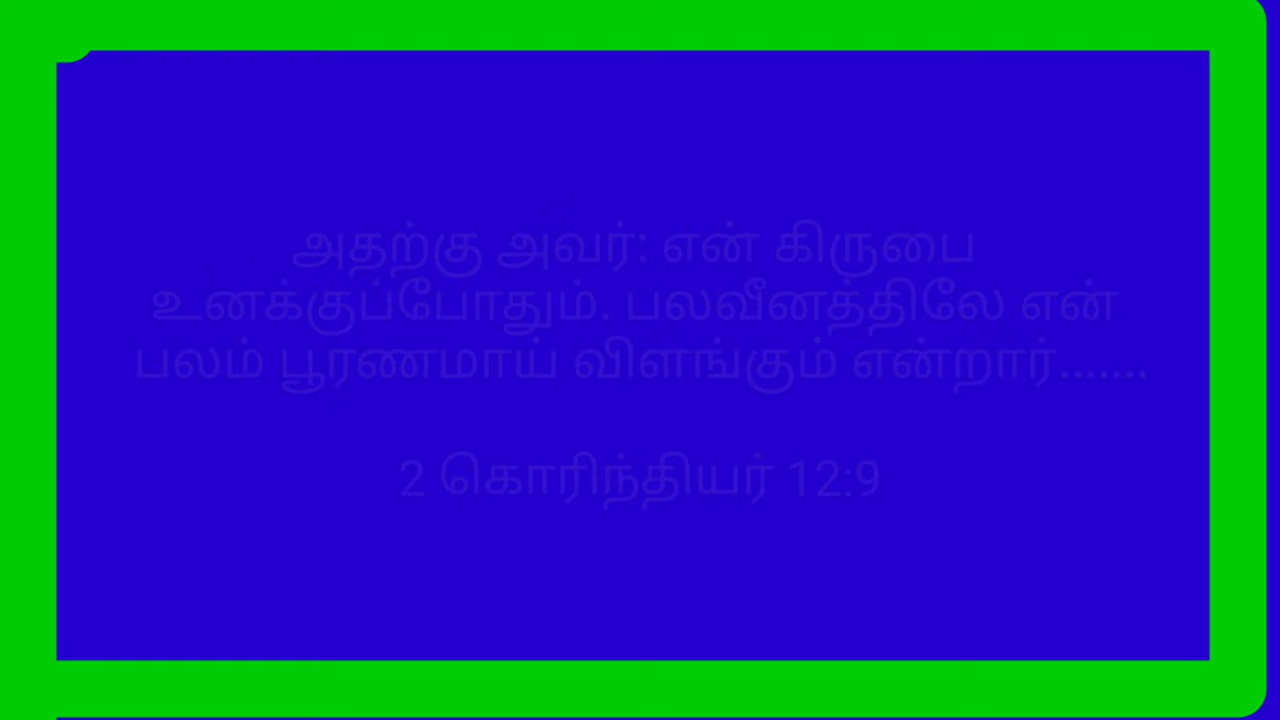 அதற்கு அவர்: என் கிருபை
உனக்குப்போதும். பலவீனத்திலே என்
பலம் பூரணமாய் விளங்கும் என்றார்.......
2 கொரிந்தியர் 12:9